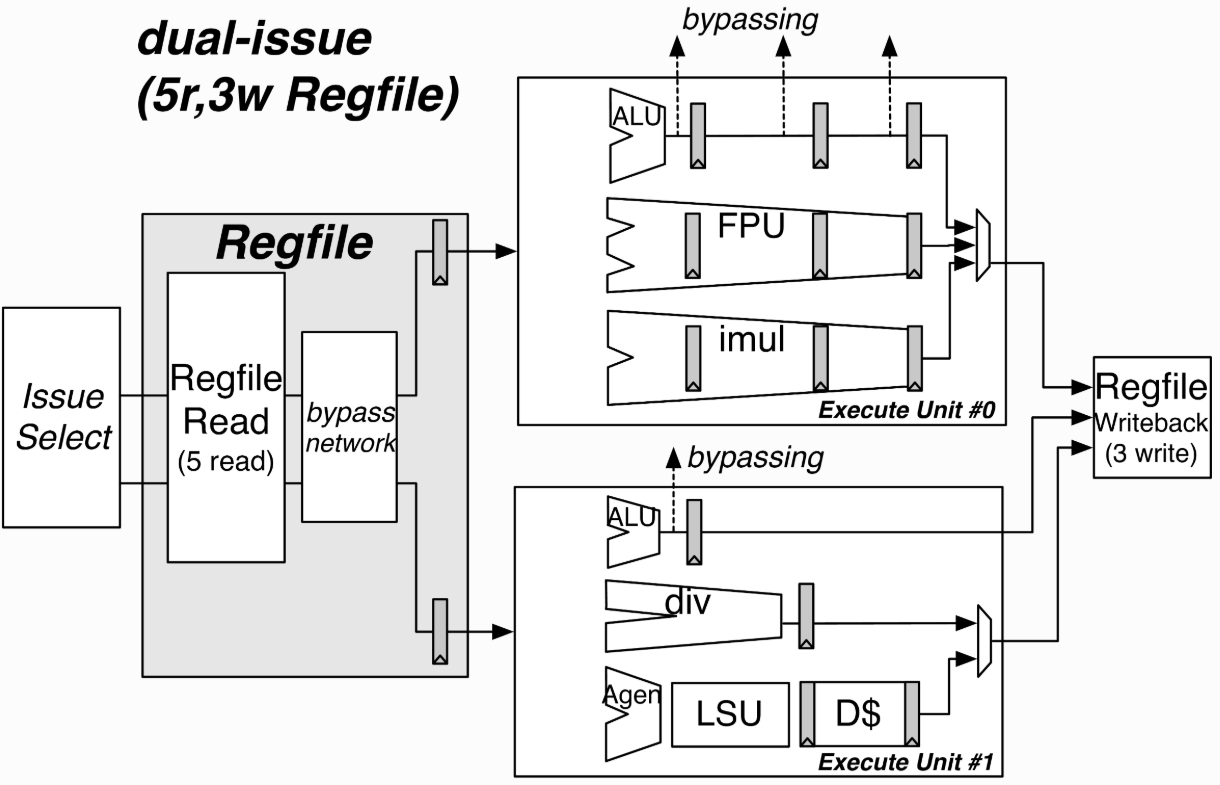 dual-issue
(5r,3w Regfile)
bypassing
ALU
FPU
imul
Execute Unit #0
Regfile
Issue
Select
Regfile
Read
(5 read)
bypass
network
Regfile
Writeback
(3 write)
bypassing
ALU
div
Agen
LSU
D$
Execute Unit #1